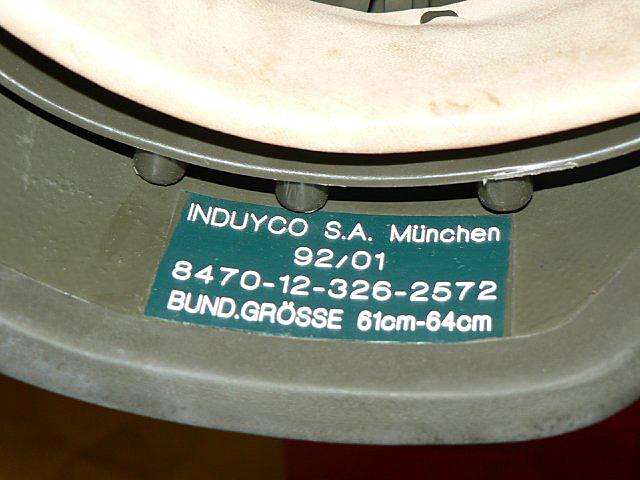 INDUYCO S.A. München
92/01
8470-12-326-2572
BUND.GRÖSSE 61cm-64cm